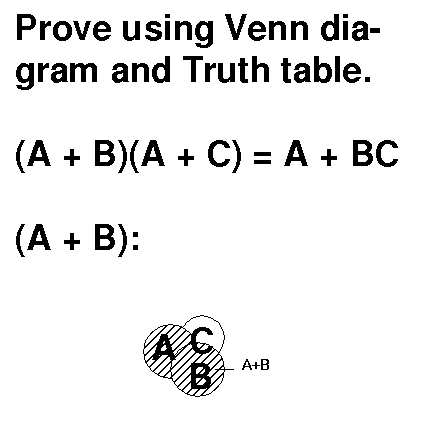 Prove using Venn dia-
gram and Truth table.
(A + B)(A + C) = A + BC
(A + B):
C
A
B
A+B